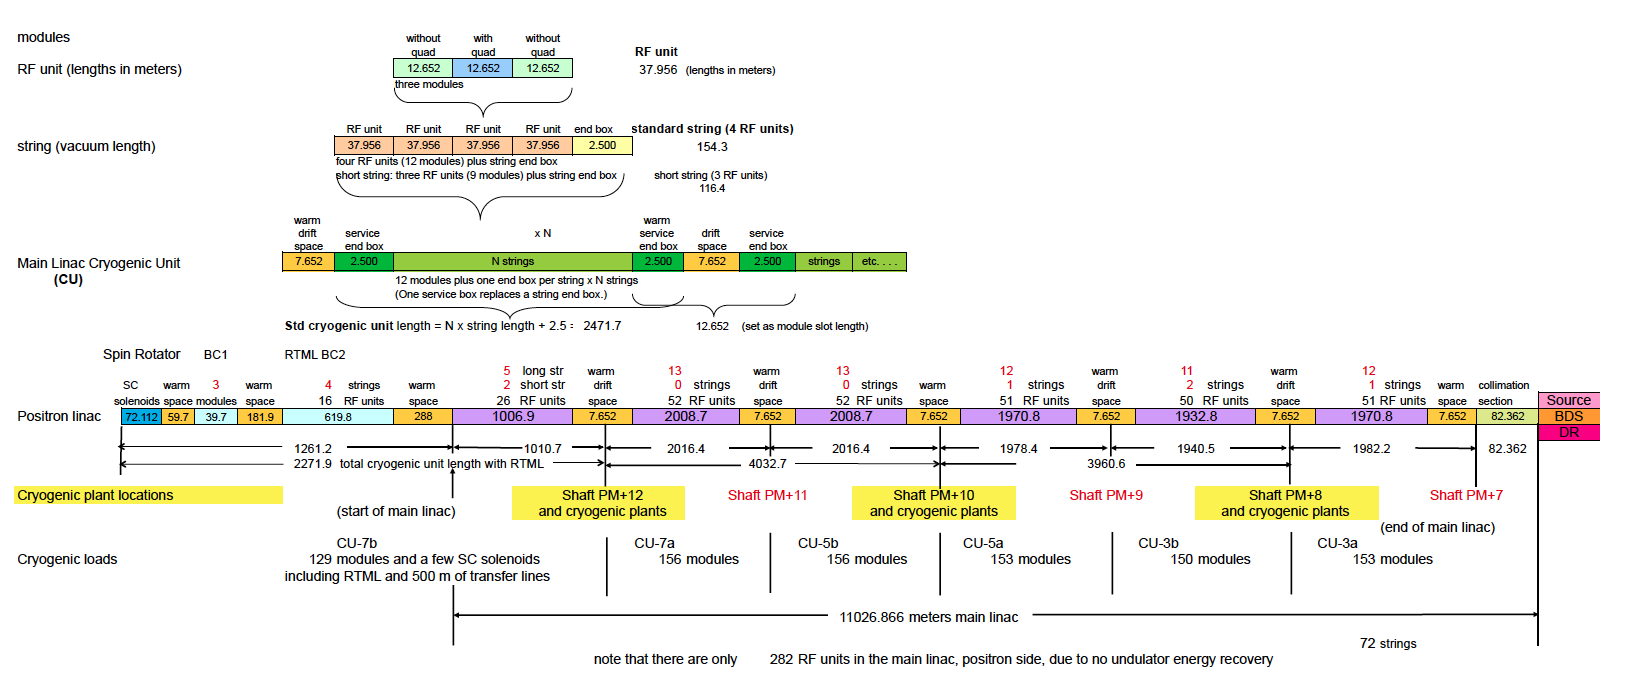 modules
without with without
quad quad quad
RF unit
RF unit (lengths in meters) 12.652 12.652 12.652 37.956 (lengths in meters)
three modules
RF unit RF unit RF unit RF unit end box standard string (4 RF units)
string (vacuum length) 37.956 37.956 37.956 37.956 2.500 154.3
four RF units (12 modules) plus string end box
short string: three RF units (9 modules) plus string end box short string (3 RF units)
116.4
warm warm
drift service x N service drift service
space end box end box space end box
Main Linac Cryogenic Unit 7.652 2.500 N strings 2.500 7.652 2.500 strings etc. . . .
(CU)
12 modules plus one end box per string x N strings
(One service box replaces a string end box.)
Std cryogenic unit length = N x string length + 2.5 = 2471.7 12.652 (set as module slot length)
Spin Rotator BC1 RTML BC2
5 long str warm 13 warm 13 12 warm 11 warm 12
SC warm 3 warm 4 strings warm 2 short str drift 0 strings drift 0 strings warm 1 strings drift 2 strings drift 1 strings warm collimation
solenoids space modules space 16 RF units space 26 RF units space 52 RF units space 52 RF units space 51 RF units space 50 RF units space 51 RF units space section
Source
Positron linac 72.112 59.7 39.7 181.9 619.8 288 1006.9 7.652 2008.7 7.652 2008.7 7.652 1970.8 7.652 1932.8 7.652 1970.8 7.652 82.362 BDS
DR
1261.2 1010.7 2016.4 2016.4 1978.4 1940.5 1982.2 82.362
2271.9 total cryogenic unit length with RTML 4032.7 3960.6
Cryogenic plant locations Shaft PM+12 Shaft PM+11 Shaft PM+10 Shaft PM+9 Shaft PM+8 Shaft PM+7
(start of main linac) and cryogenic plants and cryogenic plants and cryogenic plants
(end of main linac)
CU-7b CU-7a CU-5b CU-5a CU-3b CU-3a
Cryogenic loads 129 modules and a few SC solenoids 156 modules 156 modules 153 modules 150 modules 153 modules
including RTML and 500 m of transfer lines
11026.866 meters main linac
72 strings
note that there are only 282 RF units in the main linac, positron side, due to no undulator energy recovery